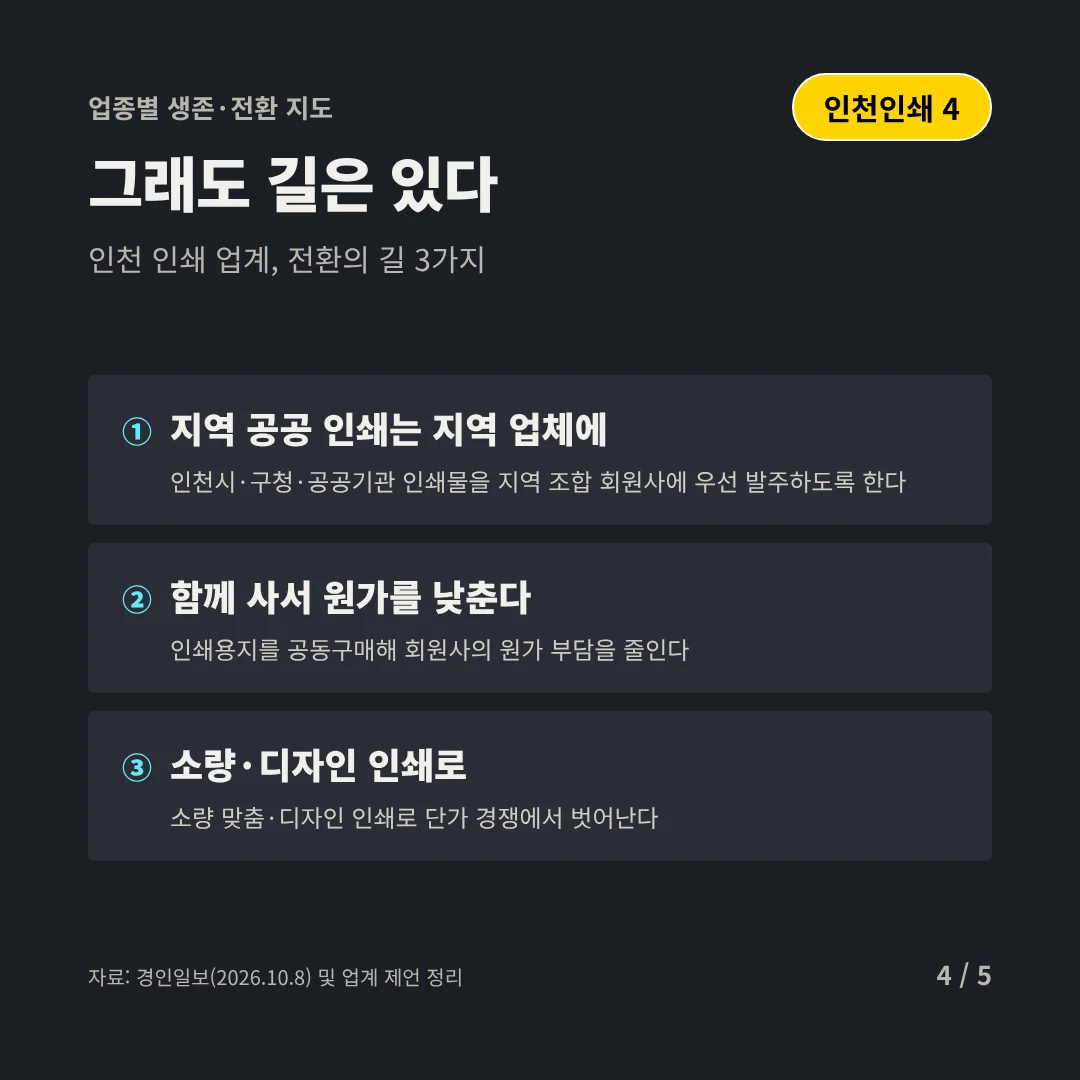 업종별 생존·전환 지도
인천인쇄 4
그래도 길은 있다
인천 인쇄 업계, 전환의 길 3가지
① 지역 공공 인쇄는 지역 업체에
인천시·구청·공공기관 인쇄물을 지역 조합 회원사에 우선 발주하도록 한다
② 함께 사서 원가를 낮춘다
인쇄용지를 공동구매해 회원사의 원가 부담을 줄인다
③ 소량·디자인 인쇄로
소량 맞춤·디자인 인쇄로 단가 경쟁에서 벗어난다
자료: 경인일보(2026.10.8) 및 업계 제언 정리
4 / 5